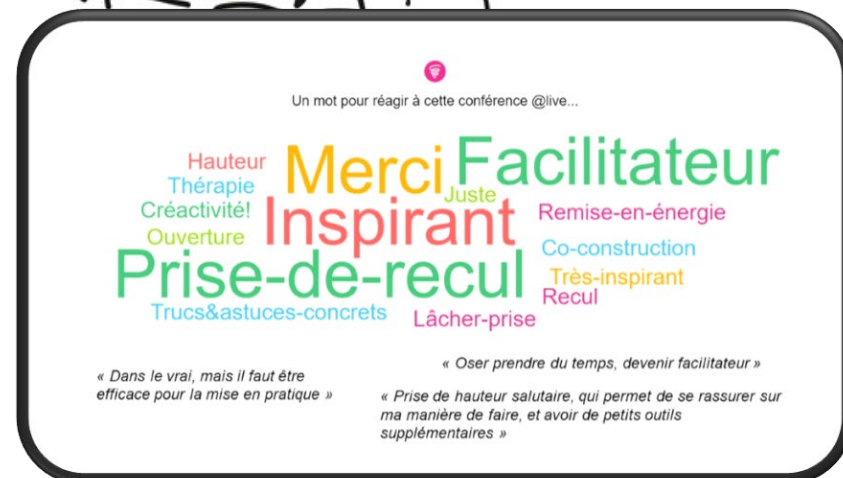 Un mot pour réagir à cette conférence @live...
Hauteur
Merci
Facilitateur
Thérapie
Juste
Créactivité!
Inspirant
Remise-en-énergie
Ouverture
Co-construction
Prise-de-recul
Très-inspirant
Recul
Trucs&astuces-concrets
Lâcher-prise
« Oser prendre du temps, devenir facilitateur »
« Dans le vrai, mais il faut être
efficace pour la mise en pratique »
« Prise de hauteur salutaire, qui permet de se rassurer sur
ma manière de faire, et avoir de petits outils
supplémentaires »